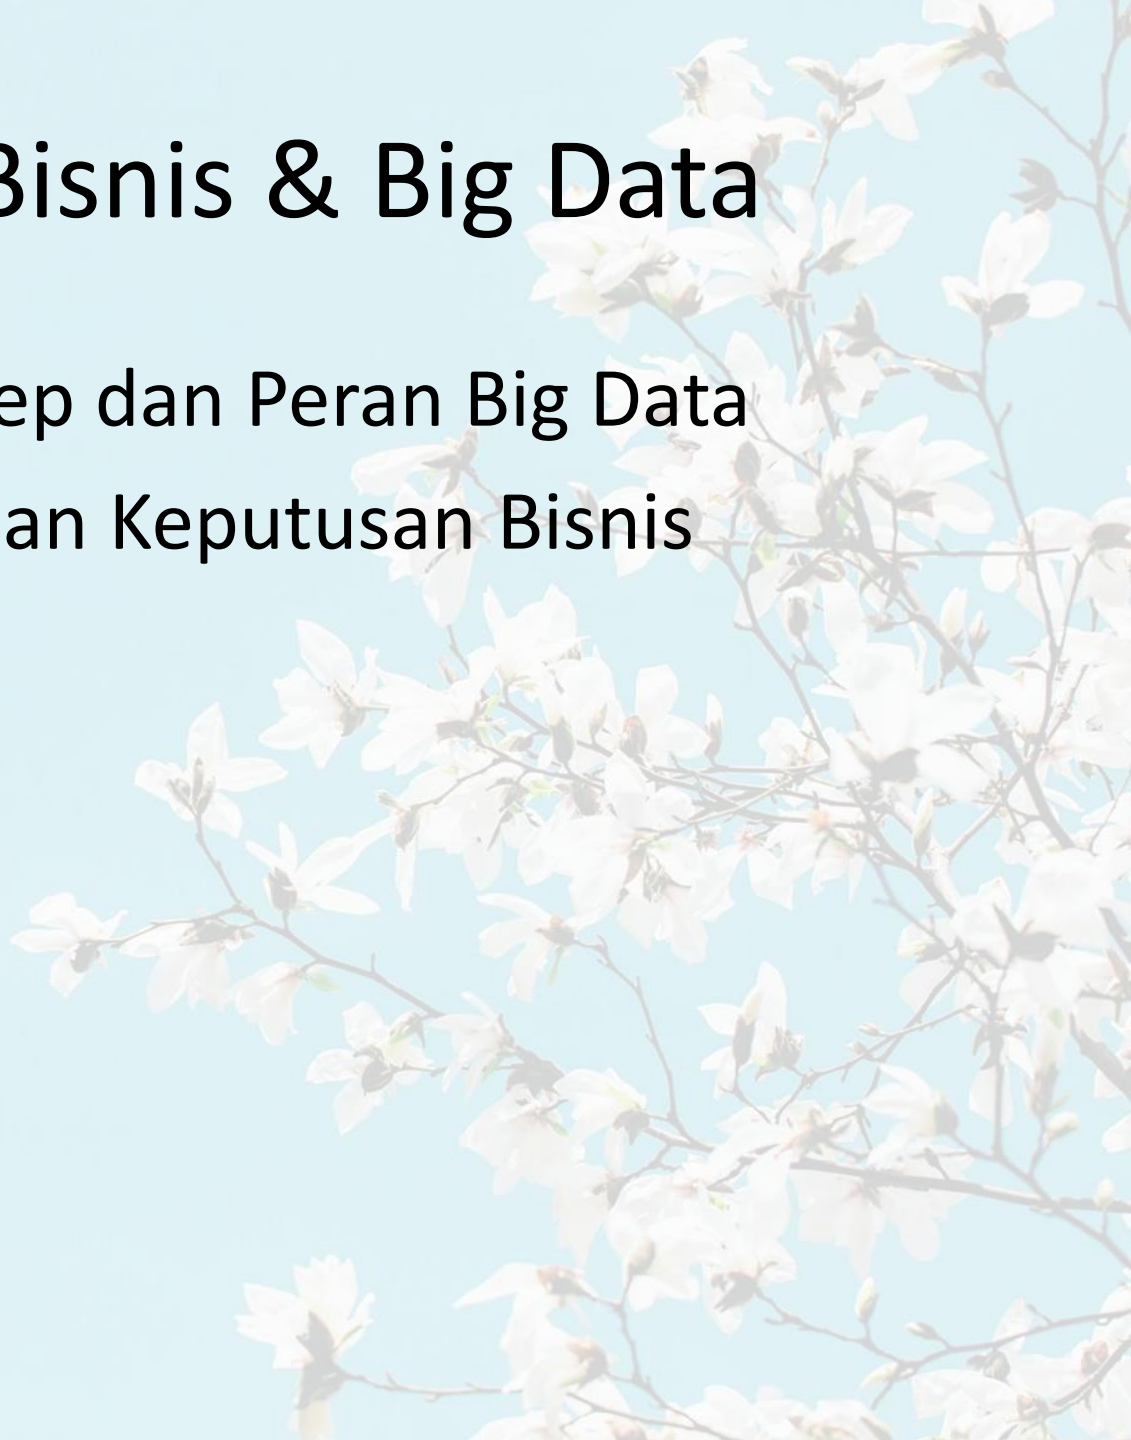 Bisnis & Big Data
ep dan Peran Big Data
an Keputusan Bisnis